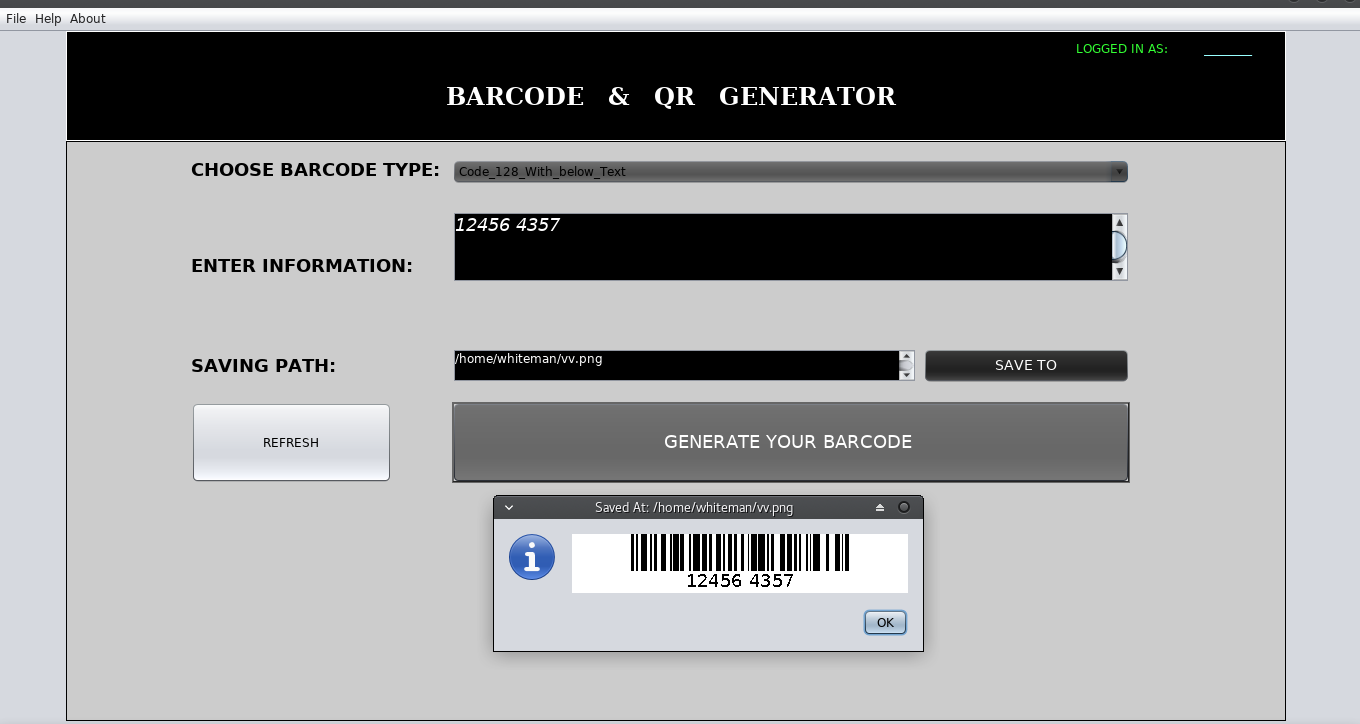 File Help About
LOGGED IN AS:
BARCODE & QR GENERATOR
CHOOSE BARCODE TYPE: Code_128_With_below_Text
12456 4357
ENTER INFORMATION:
SAVING PATH: /home/whiteman/vv.png SAVE TO
REFRESH GENERATE YOUR BARCODE
Saved At: /home/whiteman/vv.png
12456 4357
OK